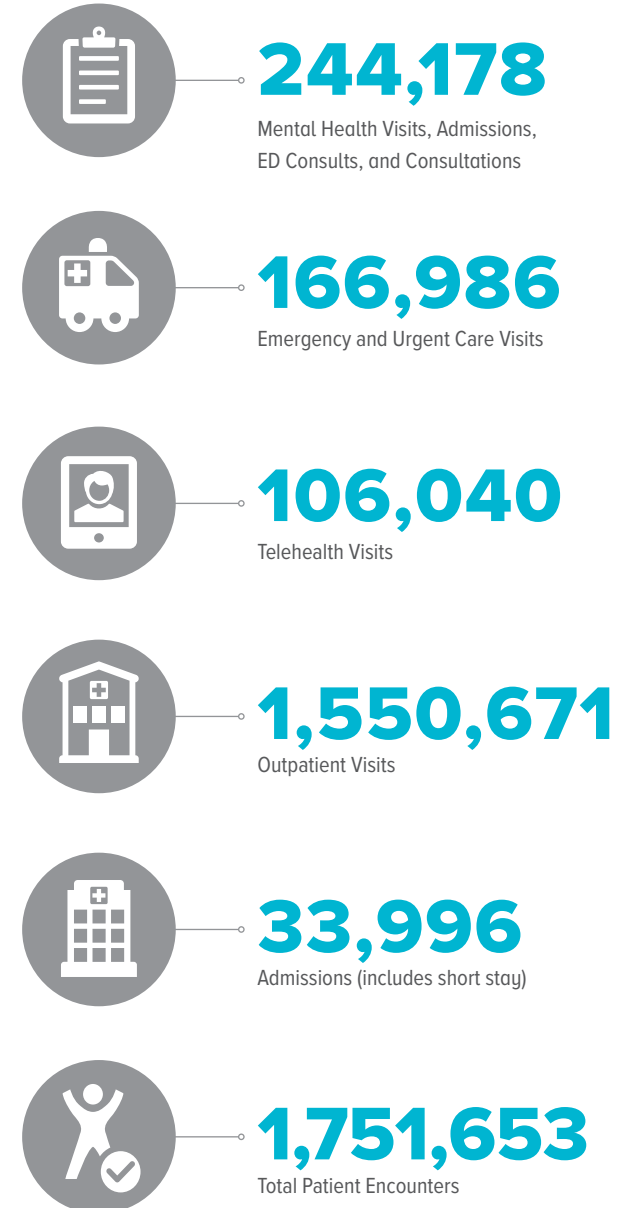 244,178
Mental Health Visits, Admissions,
ED Consults, and Consultations
166,986
Emergency and Urgent Care Visits
106,040
Telehealth Visits
1,550,671
Outpatient Visits
33,996
Admissions (includes short stay)
1,751,653
Total Patient Encounters